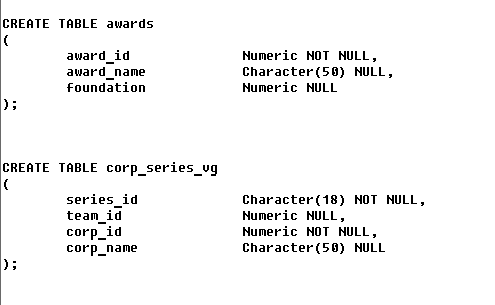 CREATE TABLE awards
(
award_id Numeric NOT NULL,
award_name Character(50) NULL,
foundation Numeric NULL
);
CREATE TABLE corp_series_vg
(
series_id Character(18) NOT NULL,
team_id Numeric NULL,
corp_id Numeric NOT NULL,
corp_name Character(50) NULL
);